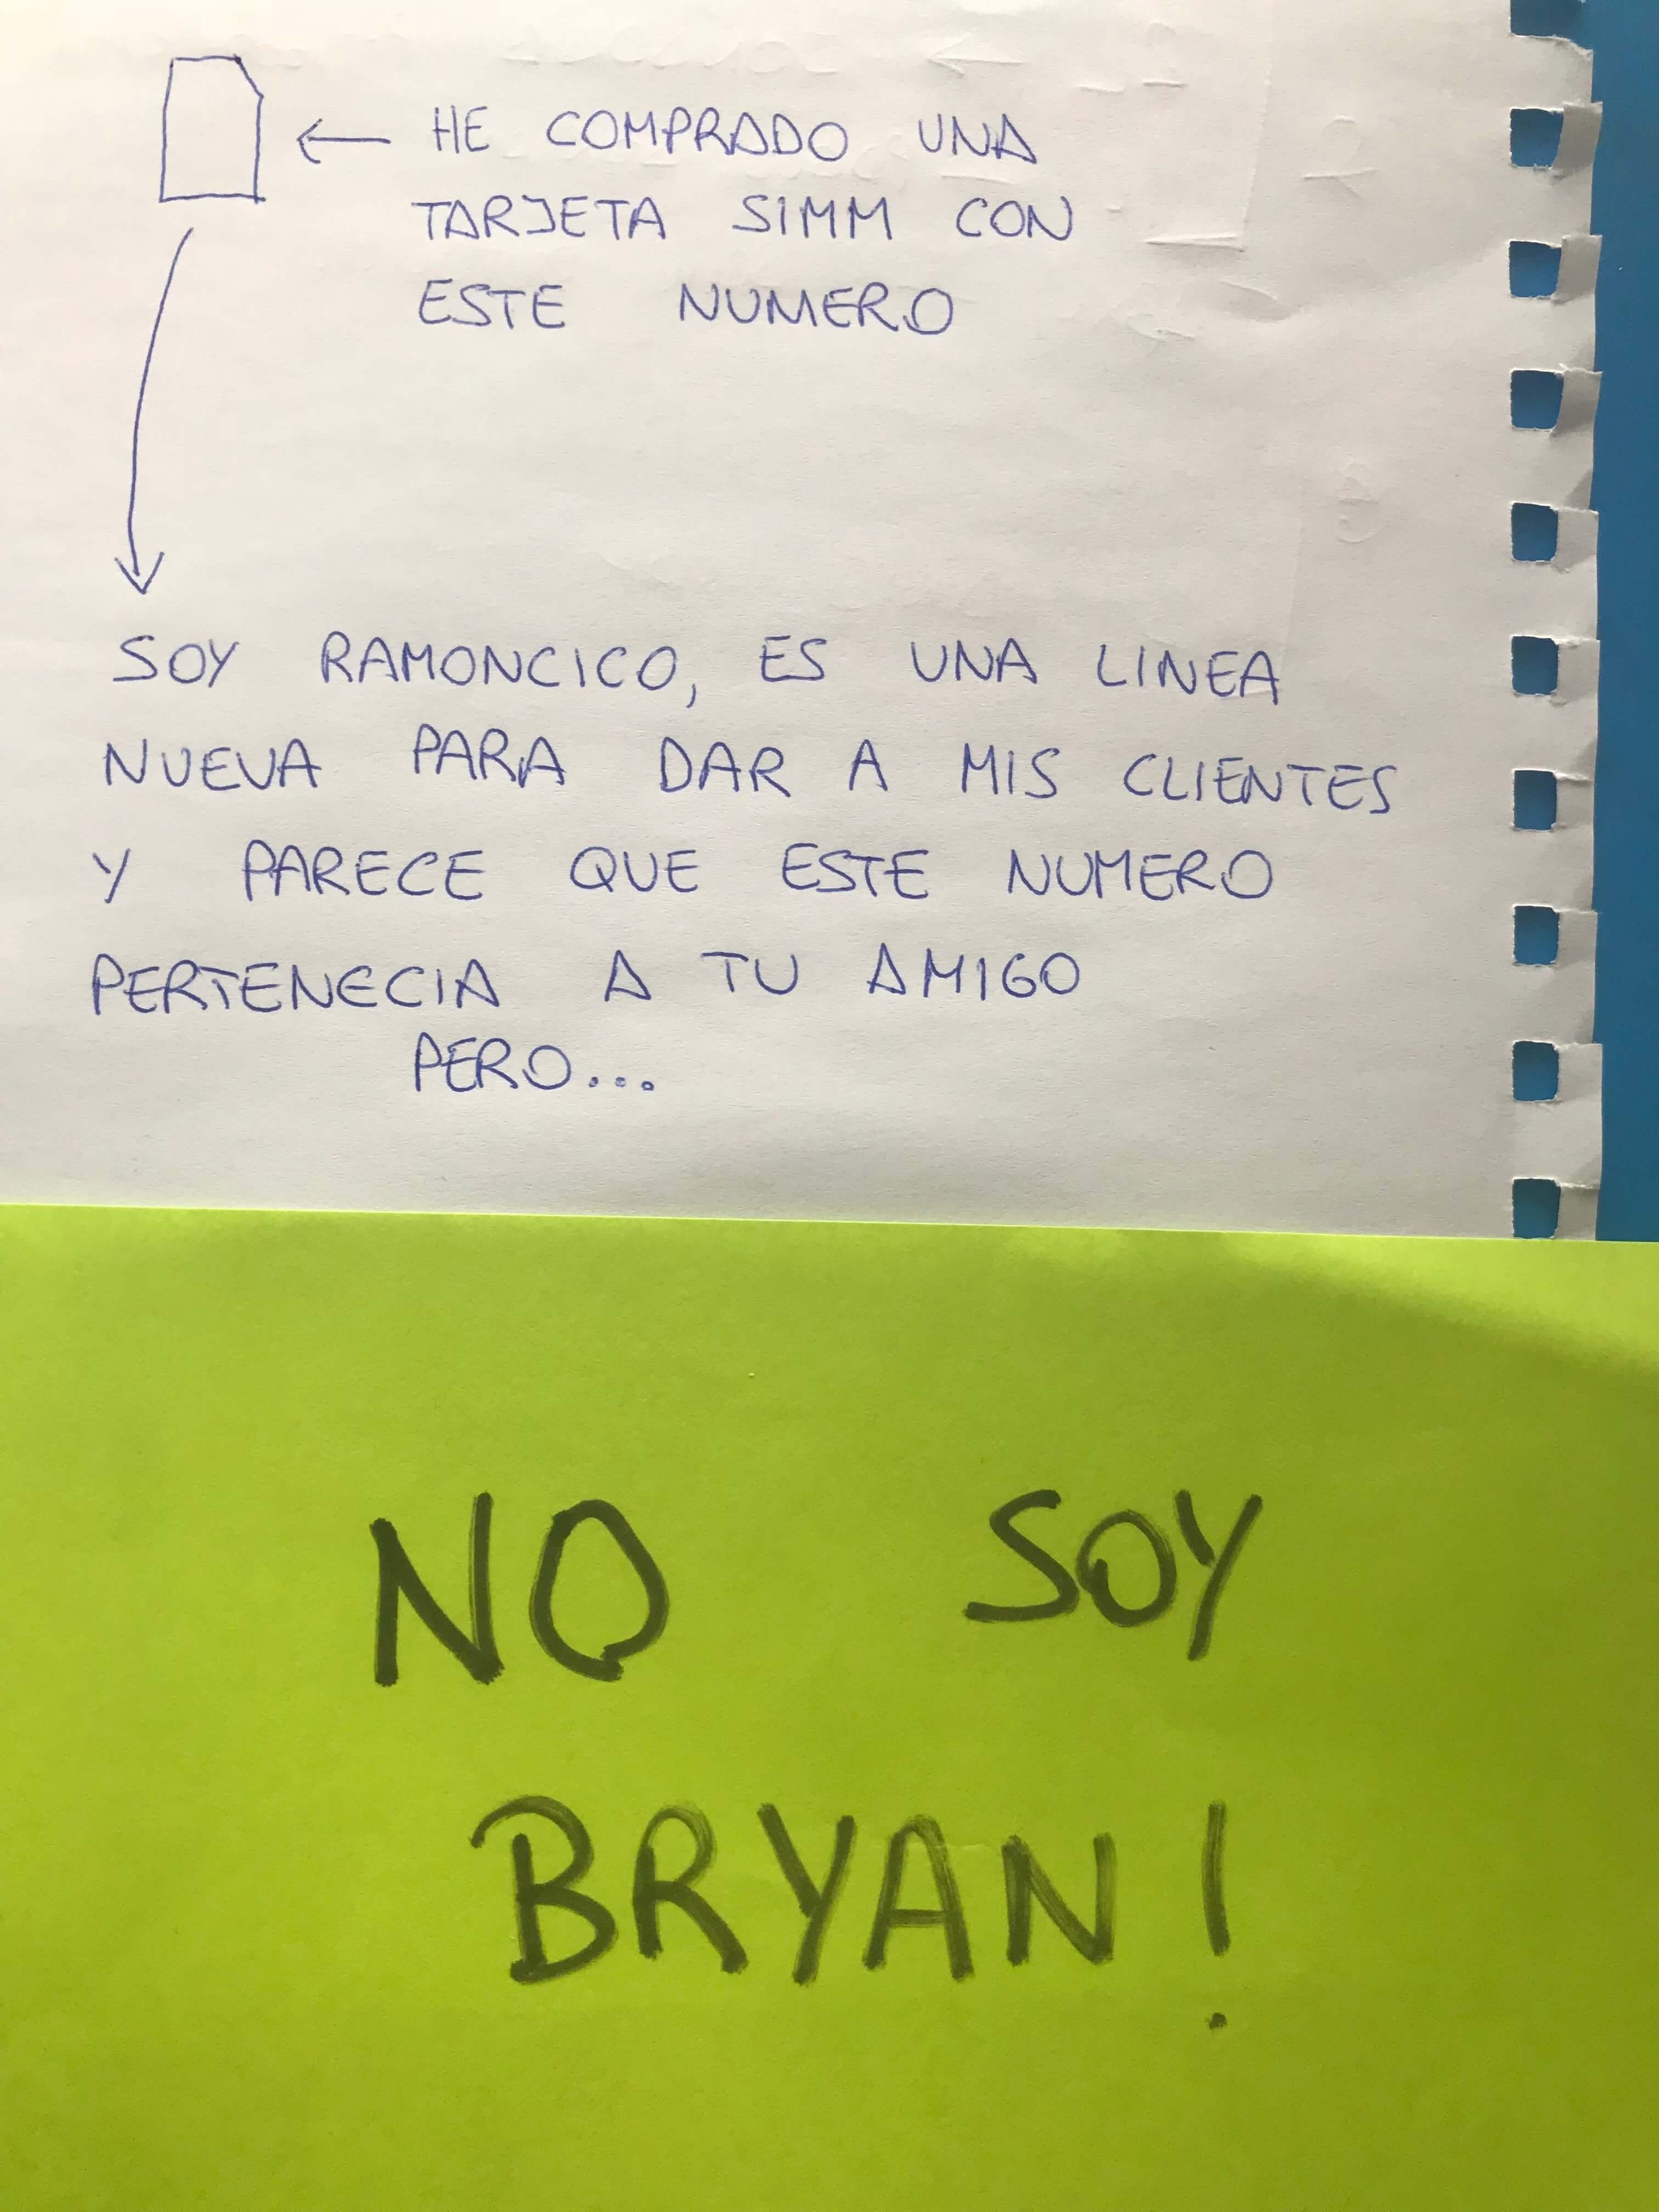 HE COMPRADO UNA
TARJETA SIMM CON
ESTE NUMERO
SOY RAMONCICO, ES UNA LINEA
NUEVA PARA DAR A MIS CLIENTES
Y PARECE QUE ESTE NUMERO
PERTENECIA A TU AMIGO
PERO...
NO SOY
BRYAN!